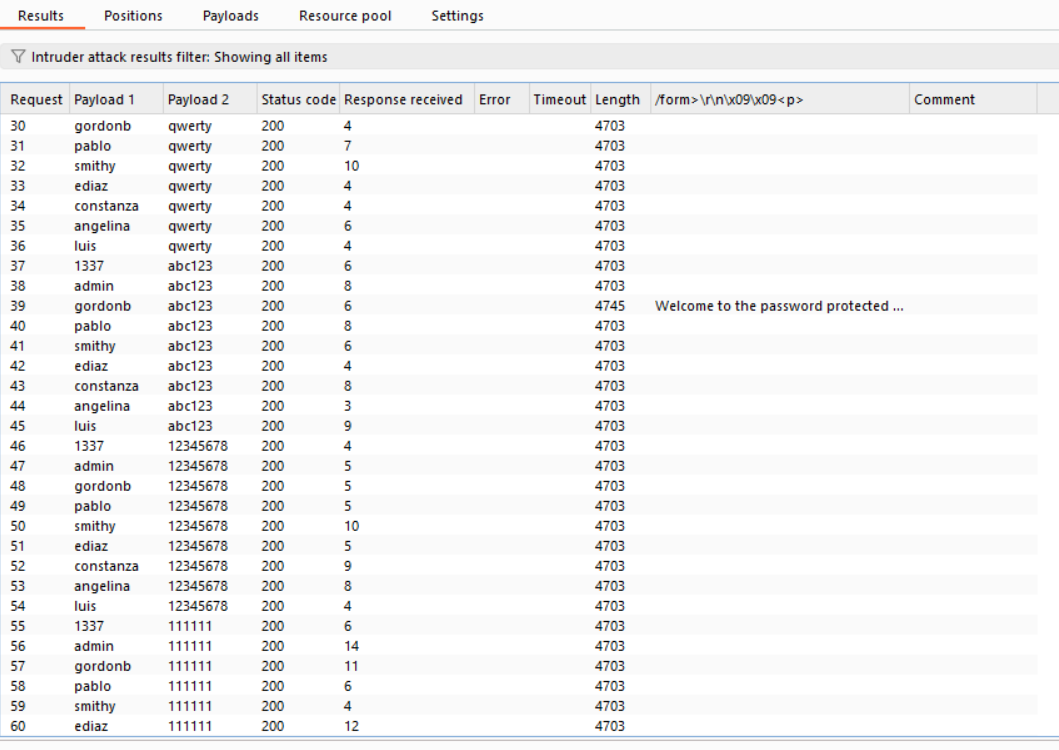 Results Positions Payloads Resource pool Settings
Intruder attack results filter: Showing all items
Request Payload 1 Payload 2 Status code Response received Error Timeout Length /form>\r\n\x09\x09<p> Comment
30 gordonb qwerty 200 4 4703
31 pablo qwerty 200 7 4703
32 smithy qwerty 200 10 4703
33 ediaz qwerty 200 4 4703
34 constanza qwerty 200 4 4703
35 angelina qwerty 200 6 4703
36 luis qwerty 200 4 4703
37 1337 abc123 200 6 4703
38 admin abc123 200 8 4703
39 gordonb abc123 200 6 4745 Welcome to the password protected ...
40 pablo abc123 200 8 4703
41 smithy abc123 200 6 4703
42 ediaz abc123 200 4 4703
43 constanza abc123 200 8 4703
44 angelina abc123 200 3 4703
45 luis abc123 200 9 4703
46 1337 12345678 200 4 4703
47 admin 12345678 200 5 4703
48 gordonb 12345678 200 5 4703
49 pablo 12345678 200 5 4703
50 smithy 12345678 200 10 4703
51 ediaz 12345678 200 5 4703
52 constanza 12345678 200 9 4703
53 angelina 12345678 200 8 4703
54 luis 12345678 200 4 4703
55 1337 111111 200 6 4703
56 admin 111111 200 14 4703
57 gordonb 111111 200 11 4703
58 pablo 111111 200 6 4703
59 smithy 111111 200 4 4703
60 ediaz 111111 200 12 4703